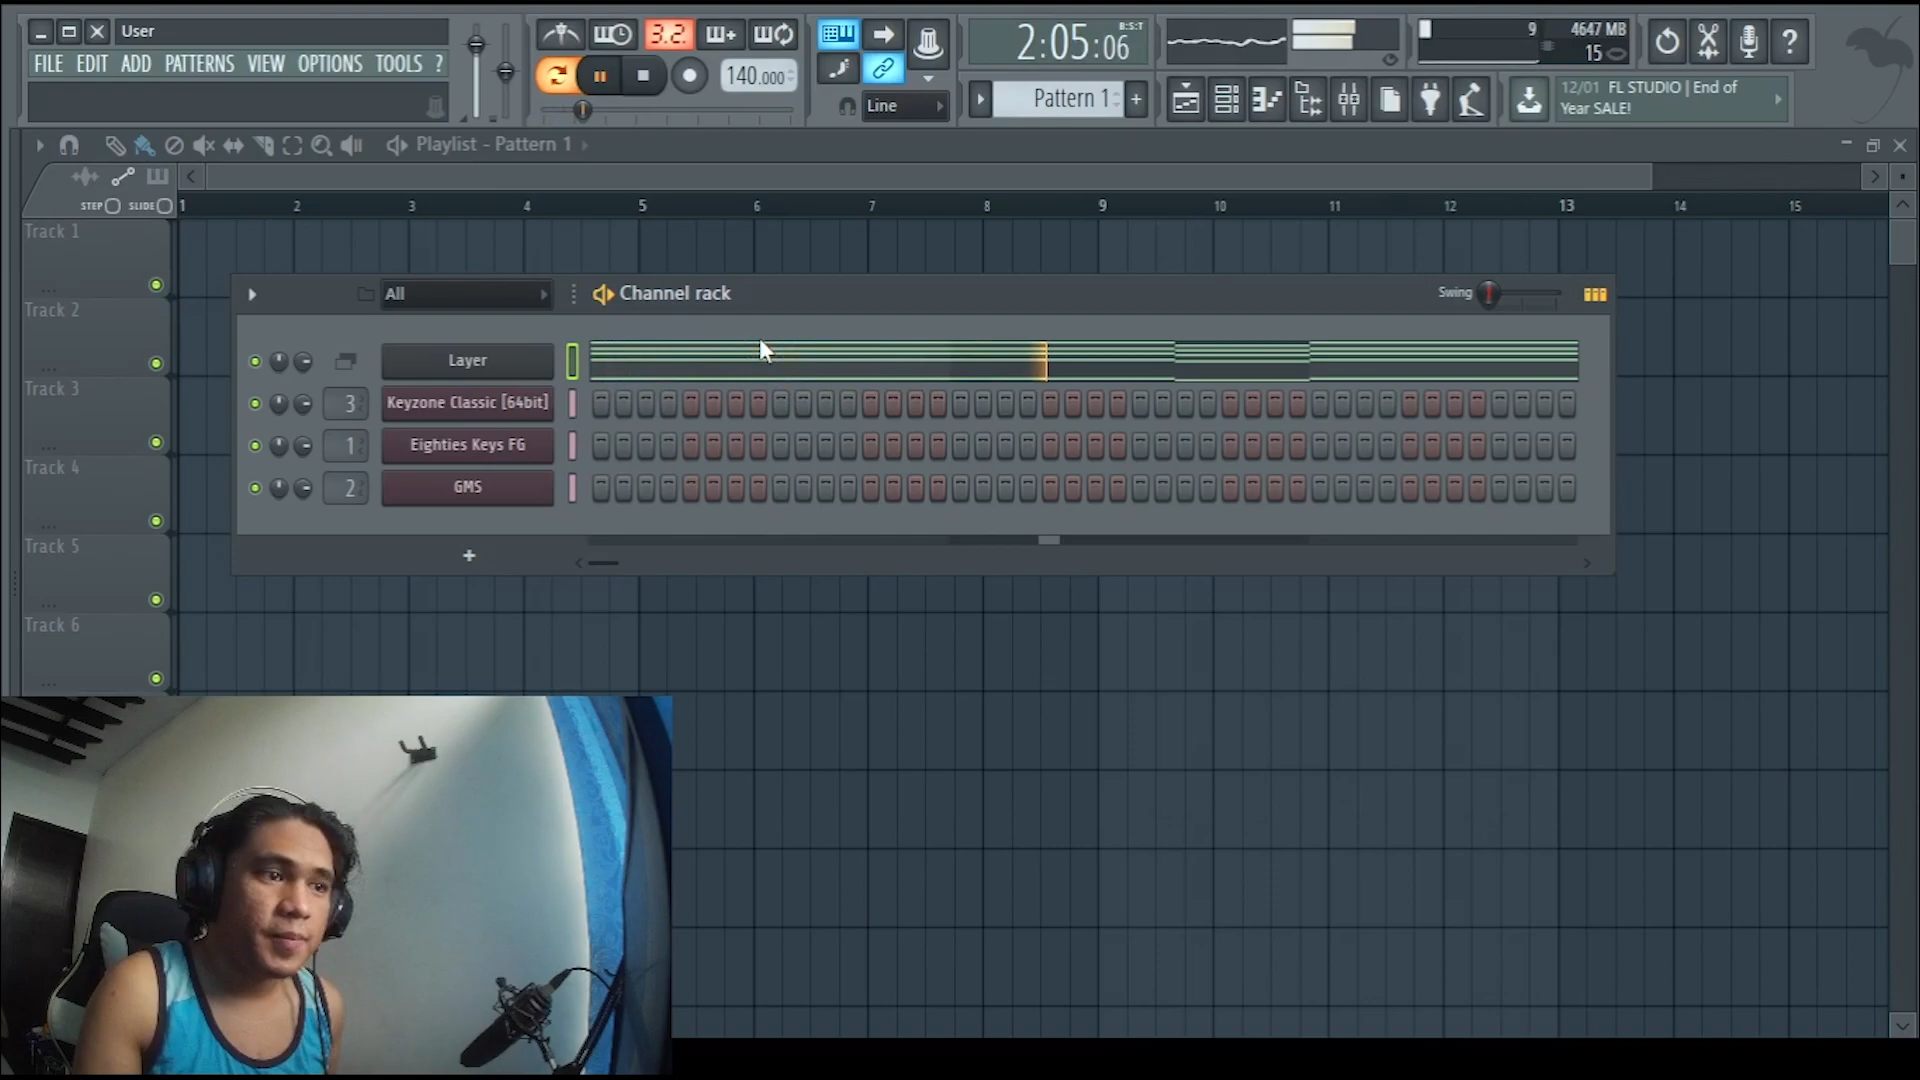 User
FILE EDIT ADD PATTERNS VIEW OPTIONS TOOLS ?
3.2.
140.000
Line
2:05:06
B:S:T
Pattern 1
+
9
4647 MB
15
?
12/01 FL STUDIO | End of
Year SALE!
Playlist - Pattern 1
STEP SLIDE
1 2 3 4 5 6 7 8 9 10 11 12 13 14 15
Track 1
Track 2
Track 3
Track 4
Track 5
Track 6
All
Channel rack
Swing
Layer
3 Keyzone Classic [64bit]
1 Eighties Keys FG
2 GMS
+